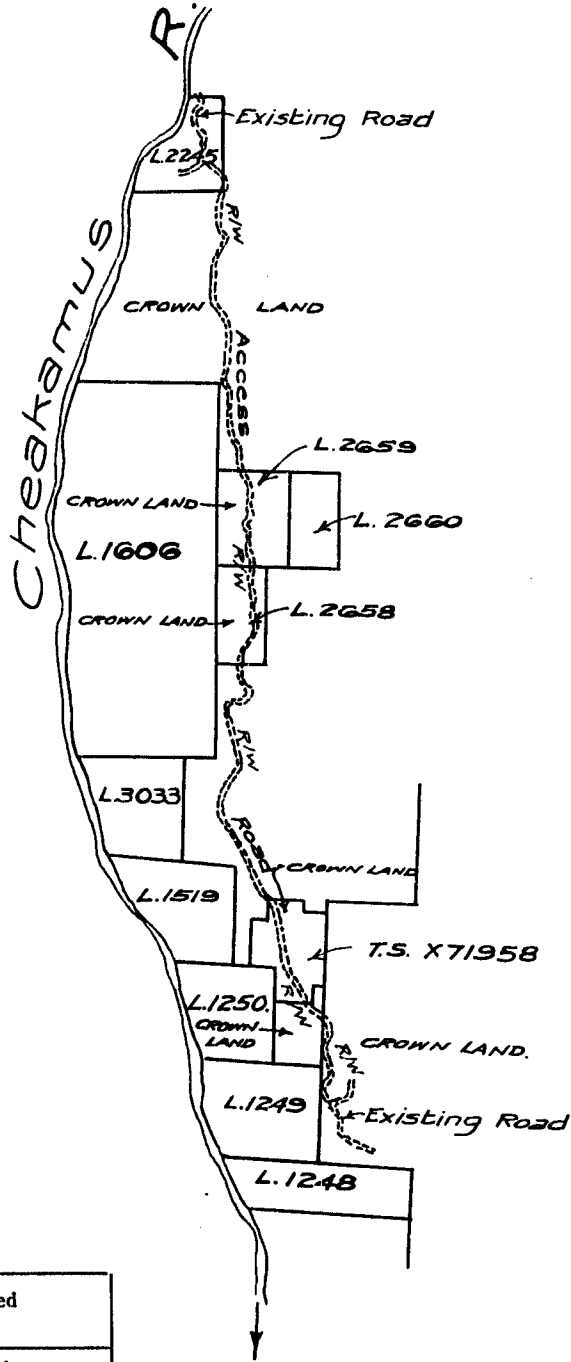 R.
Existing Road
L.2245
R/W
Cheakamus
CROWN LAND
ACCESS
L.2659
CROWN LAND
L. 2660
L.1606
R/W
L. 2658
CROWN LAND
R/W
L.3033
ROAD
CROWN LAND
L.1519
T.S. X71958
L.1250.
R/W
CROWN
LAND
CROWN LAND.
R/W
L.1249
Existing Road
L. 1248
ed